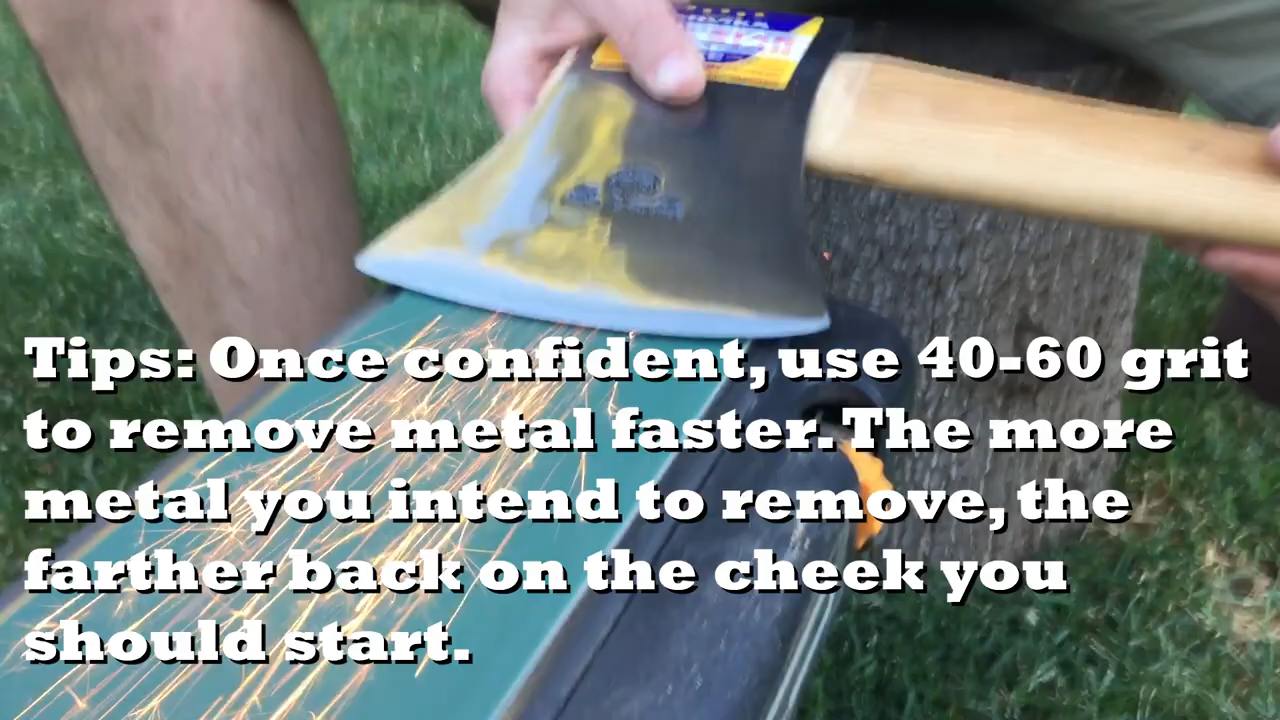 Tips: Once confident, use 40-60 grit
to remove metal faster. The more
metal you intend to remove, the
farther back on the cheek you
should start.